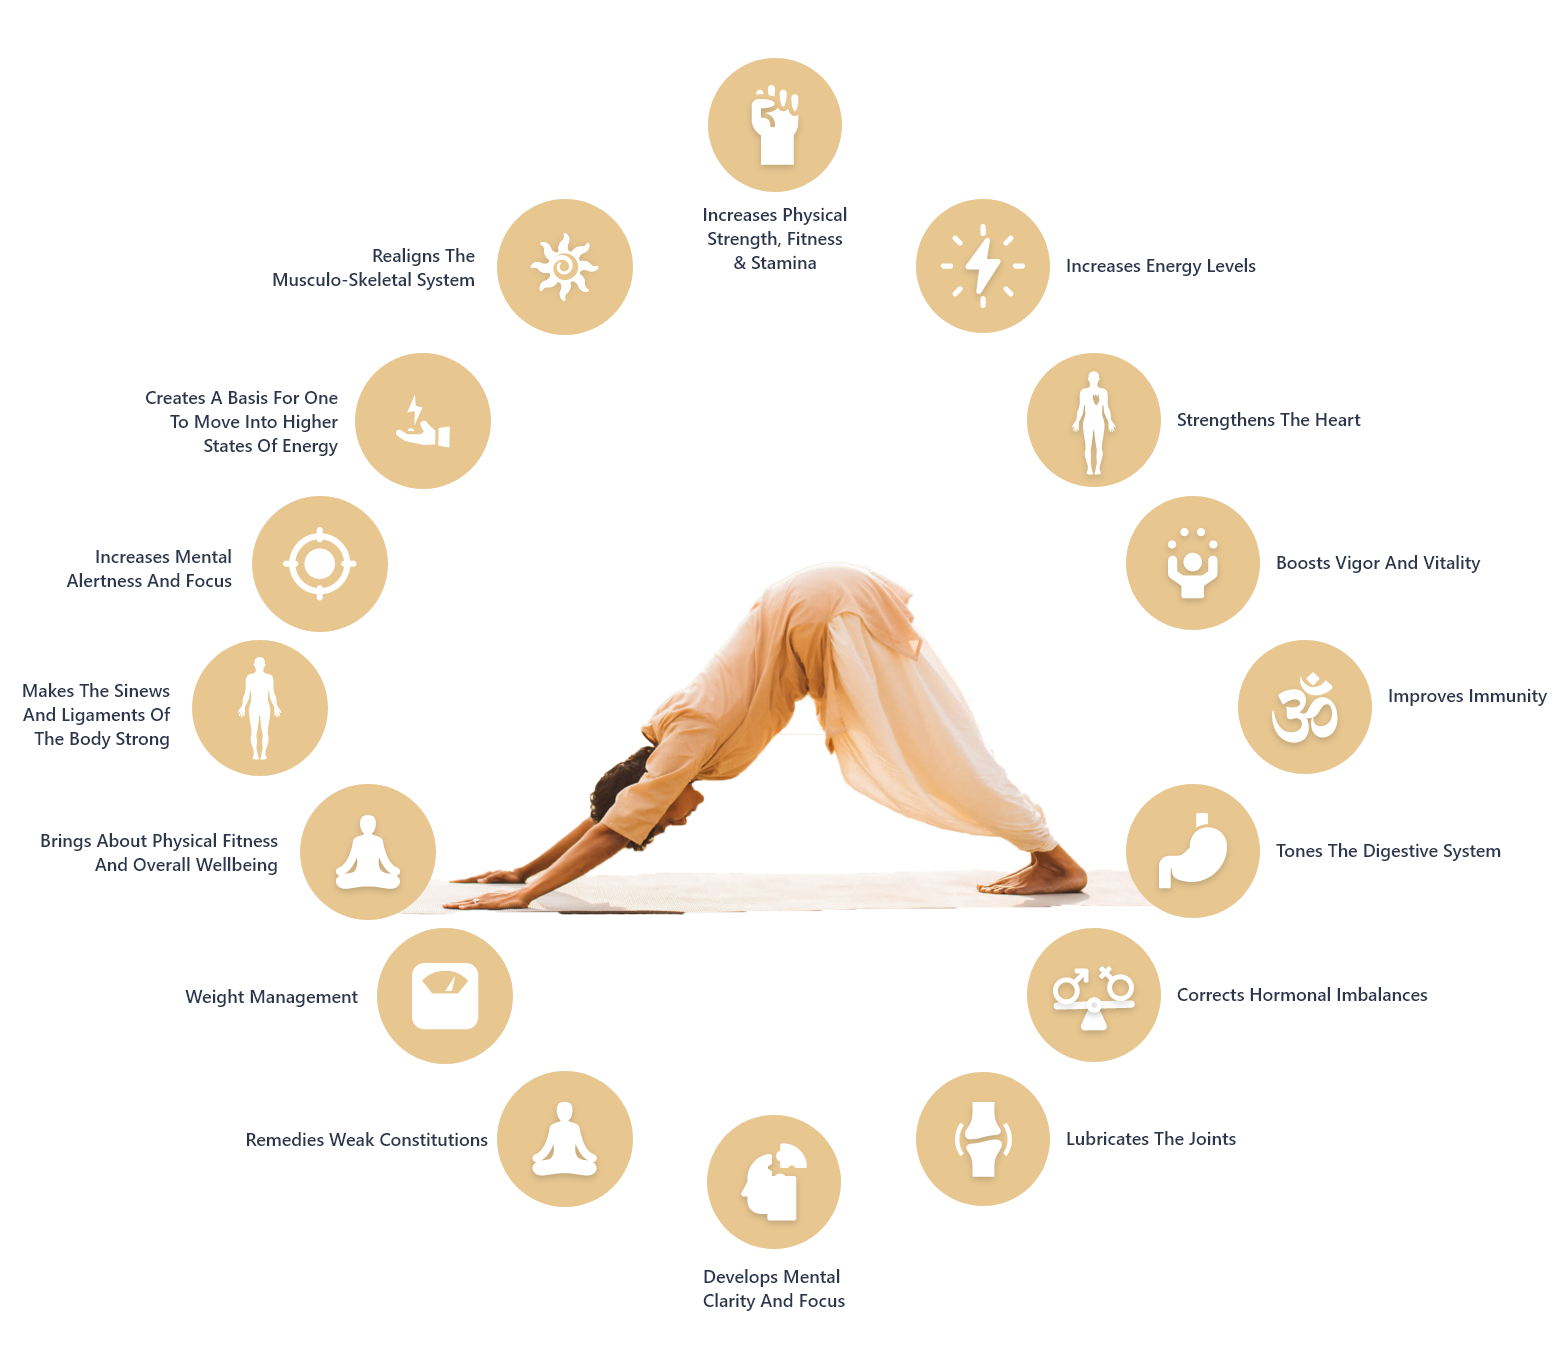 Increases Physical
Strength, Fitness
& Stamina
Increases Energy Levels
Strengthens The Heart
Boosts Vigor And Vitality
Improves Immunity
Tones The Digestive System
Corrects Hormonal Imbalances
Lubricates The Joints
Develops Mental
Clarity And Focus
Remedies Weak Constitutions
Weight Management
Brings About Physical Fitness
And Overall Wellbeing
Makes The Sinews
And Ligaments Of
The Body Strong
Increases Mental
Alertness And Focus
Creates A Basis For One
To Move Into Higher
States Of Energy
Realigns The
Musculo-Skeletal System
ॐ